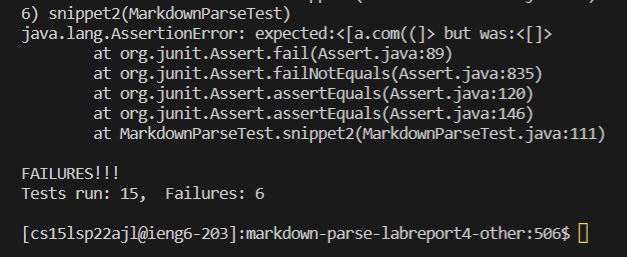 6) snippet2(MarkdownParseTest)
java.lang.AssertionError: expected:<[a.com((]> but was:<[]>
        at org.junit.Assert.fail(Assert.java:89)
        at org.junit.Assert.failNotEquals(Assert.java:835)
        at org.junit.Assert.assertEquals(Assert.java:120)
        at org.junit.Assert.assertEquals(Assert.java:146)
        at MarkdownParseTest.snippet2(MarkdownParseTest.java:111)
FAILURES!!!
Tests run: 15,  Failures: 6
[cs15lsp22ajl@ieng6-203]:markdown-parse-labreport4-other:506$